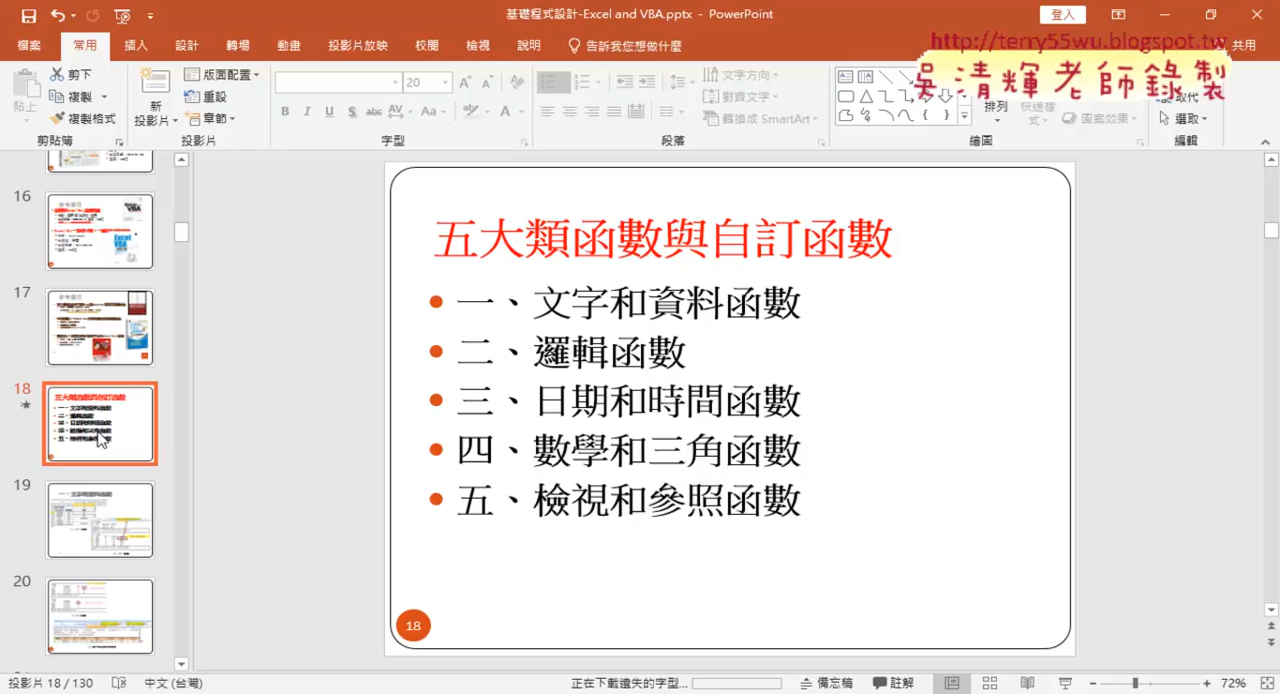 基礎程式設計-Excel and VBA.pptx - PowerPoint
登入
檔案 常用 插入 設計 轉場 動畫 投影片放映 校閱 檢視 說明 告訴我您想做什麼 共用
http://terry55wu.blogspot.tw
吳清輝老師錄製
貼上
剪下
複製
複製格式
剪貼簿
新
投影片
版面配置
重設
章節
投影片
20
B I U S abc AV Aa A
字型
文字方向
對齊文字
轉換成 SmartArt
段落
排列
快速樣
式
圖案效果
繪圖
取代
選取
編輯
16
17
18
19
20
五大類函數與自訂函數
一、文字和資料函數
二、邏輯函數
三、日期和時間函數
四、數學和三角函數
五、檢視和參照函數
18
投影片 18 / 130 中文(台灣) 正在下載遺失的字型... 備忘稿 註解 72%